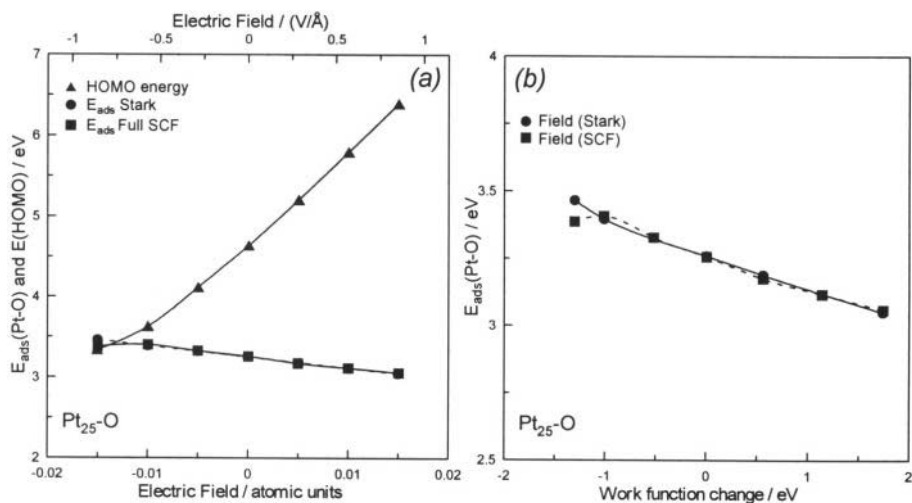 Electric Field / (V/Å)
-1 -0.5 0 0.5 1
7
6
5
4
3
2
(a)
HOMO energy
E_ads Stark
E_ads Full SCF
E_ads(Pt-O) and E(HOMO) / eV
Pt₂₅-O
-0.02 -0.01 0 0.01 0.02
Electric Field / atomic units
4
3.5
3
2.5
(b)
Field (Stark)
Field (SCF)
E_ads(Pt-O) / eV
Pt₂₅-O
-2 -1 0 1 2
Work function change / eV